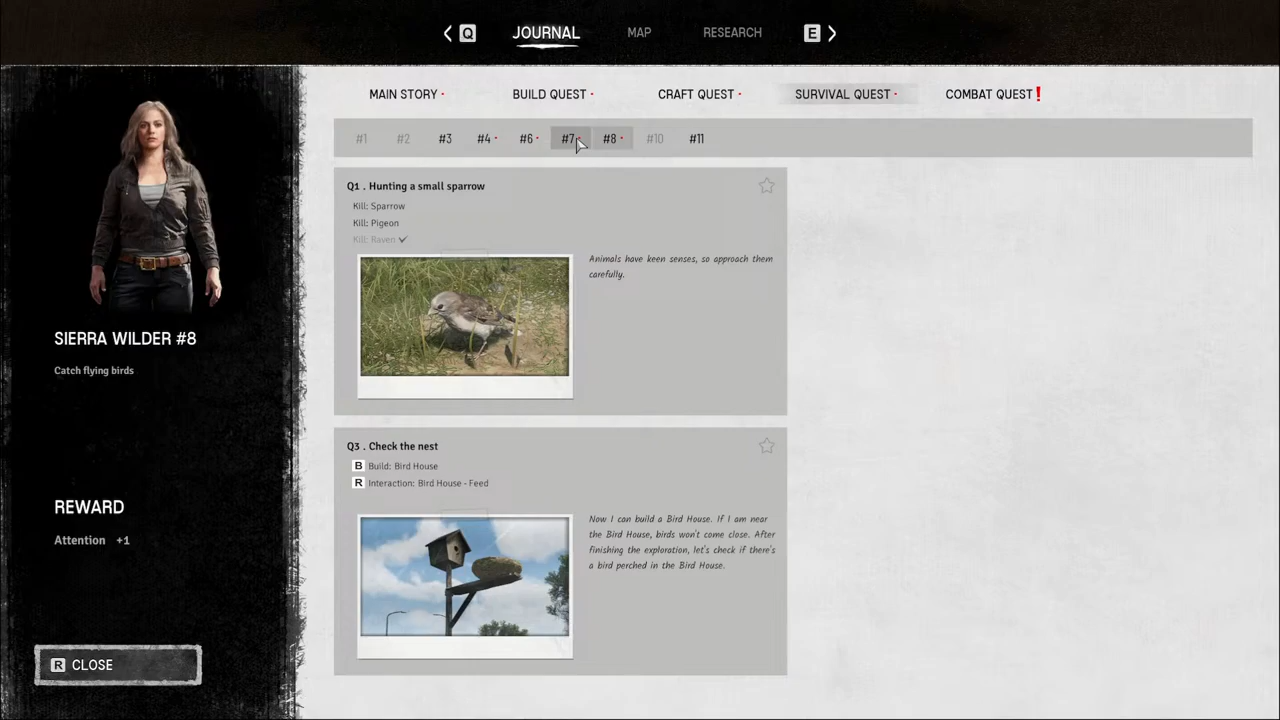 Q JOURNAL MAP RESEARCH E
MAIN STORY BUILD QUEST CRAFT QUEST SURVIVAL QUEST COMBAT QUEST!
#1 #2 #3 #4 #6 #7 #8 #10 #11
Q1 . Hunting a small sparrow
Kill: Sparrow
Kill: Pigeon
Kill: Raven
Animals have keen senses, so approach them
carefully.
SIERRA WILDER #8
Catch flying birds
REWARD
Attention +1
R CLOSE
Q3 . Check the nest
B Build: Bird House
R Interaction: Bird House - Feed
Now I can build a Bird House. If I am near
the Bird House, birds won't come close. After
finishing the exploration, let's check if there's
a bird perched in the Bird House.